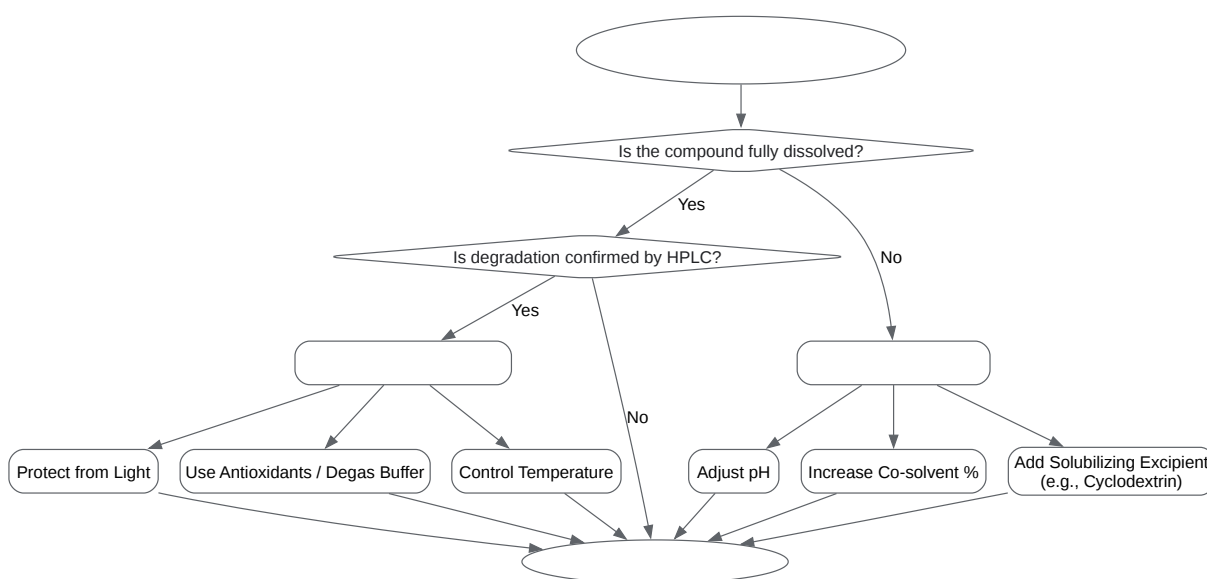 Is the compound fully dissolved?
Yes
Is degradation confirmed by HPLC?
No
Yes
No
Protect from Light
Use Antioxidants / Degas Buffer
Control Temperature
Adjust pH
Increase Co-solvent %
Add Solubilizing Excipient
(e.g., Cyclodextrin)